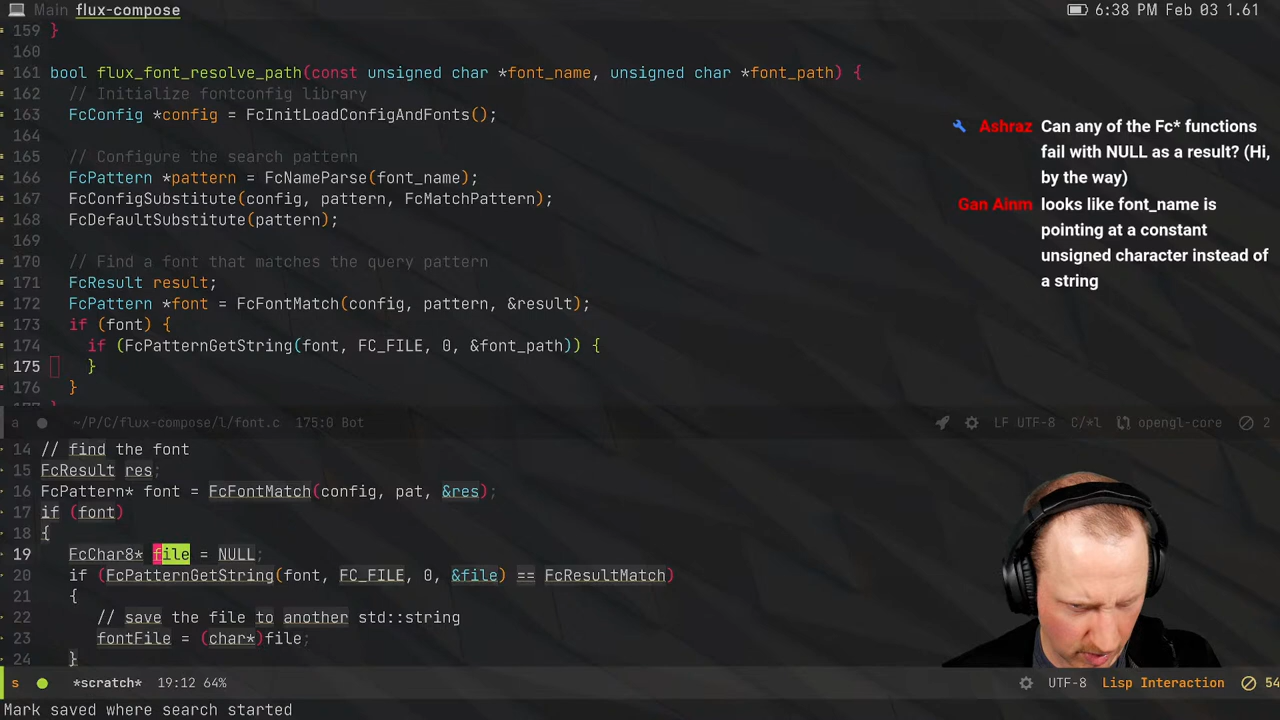 Main flux-compose 6:38 PM Feb 03 1.61
159 }
160
161 bool flux_font_resolve_path(const unsigned char *font_name, unsigned char *font_path) {
162 // Initialize fontconfig library
163 FcConfig *config = FcInitLoadConfigAndFonts();
164
165 // Configure the search pattern
166 FcPattern *pattern = FcNameParse(font_name);
167 FcConfigSubstitute(config, pattern, FcMatchPattern);
168 FcDefaultSubstitute(pattern);
169
170 // Find a font that matches the query pattern
171 FcResult result;
172 FcPattern *font = FcFontMatch(config, pattern, &result);
173 if (font) {
174 if (FcPatternGetString(font, FC_FILE, 0, &font_path)) {
175 }
176 }
Ashraz Can any of the Fc* functions
fail with NULL as a result? (Hi,
by the way)
Gan Ainm looks like font_name is
pointing at a constant
unsigned character instead of
a string
a ~/P/C/flux-compose/l/font.c 175:0 Bot LF UTF-8 C/*l opengl-core 2
14 // find the font
15 FcResult res;
16 FcPattern* font = FcFontMatch(config, pat, &res);
17 if (font)
18 {
19 FcChar8* file = NULL;
20 if (FcPatternGetString(font, FC_FILE, 0, &file) == FcResultMatch)
21 {
22 // save the file to another std::string
23 fontFile = (char*)file;
24 }
s *scratch* 19:12 64% UTF-8 Lisp Interaction 54
Mark saved where search started